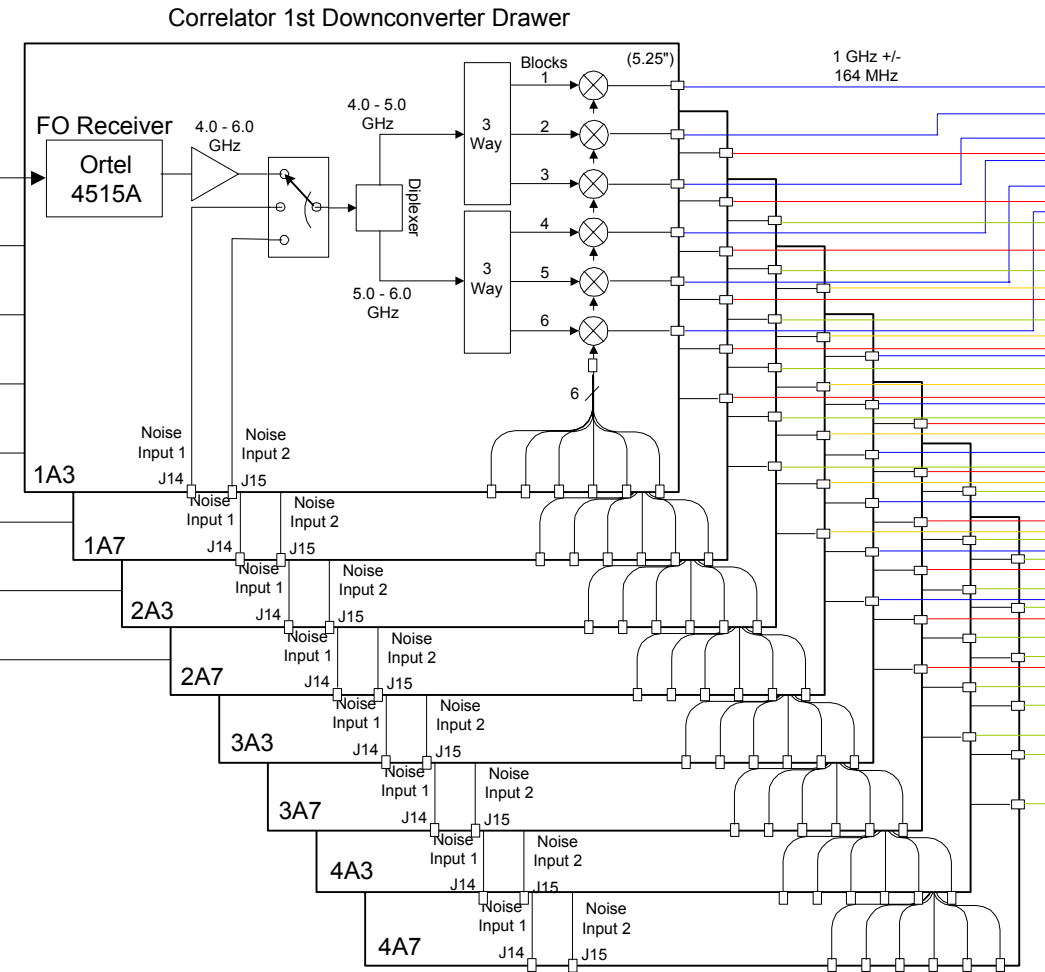 Correlator 1st Downconverter Drawer
Blocks
(5.25")
1 GHz +/-
164 MHz
FO Receiver
Ortel
4515A
4.0 - 6.0
GHz
4.0 - 5.0
GHz
Diplexer
5.0 - 6.0
GHz
3
Way
3
Way
1
2
3
4
5
6
6
Noise
Input 1
Noise
Input 2
J14
J15
1A3
Noise
Input 1
Noise
Input 2
J14
J15
1A7
Noise
Input 1
Noise
Input 2
J14
J15
2A3
Noise
Input 1
Noise
Input 2
J14
J15
2A7
Noise
Input 1
Noise
Input 2
J14
J15
3A3
Noise
Input 1
Noise
Input 2
J14
J15
3A7
Noise
Input 1
Noise
Input 2
J14
J15
4A3
Noise
Input 1
Noise
Input 2
J14
J15
4A7